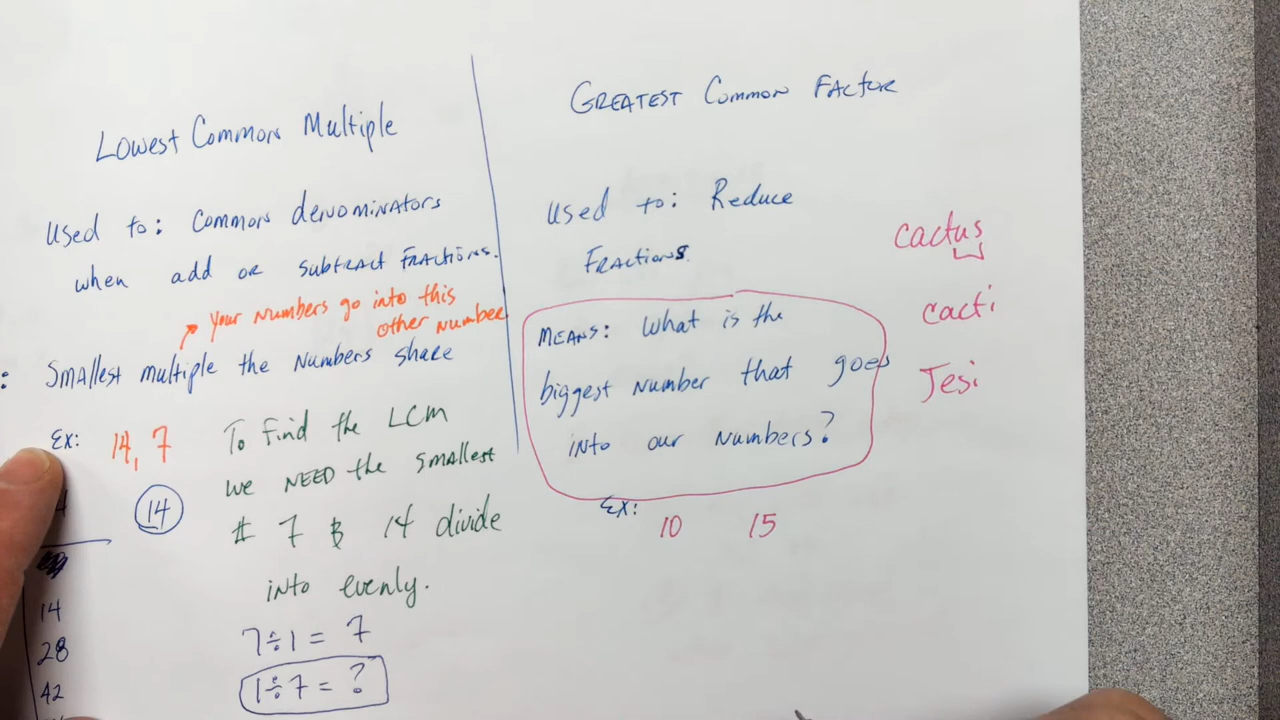 Lowest Common Multiple
Used to: Common denominators
when add or subtract fractions.
Your numbers go into this
other number
: Smallest multiple the numbers share
Ex: 14, 7
14
To find the LCM
we NEED the smallest
# 7 & 14 divide
into evenly.
7÷1 = 7
1÷7 = ?
4
14
28
42
Greatest Common Factor
Used to: Reduce
Fractions.
Means: What is the
biggest number that goes
into our numbers?
Ex:
10 15
cactus
cacti
Jesi